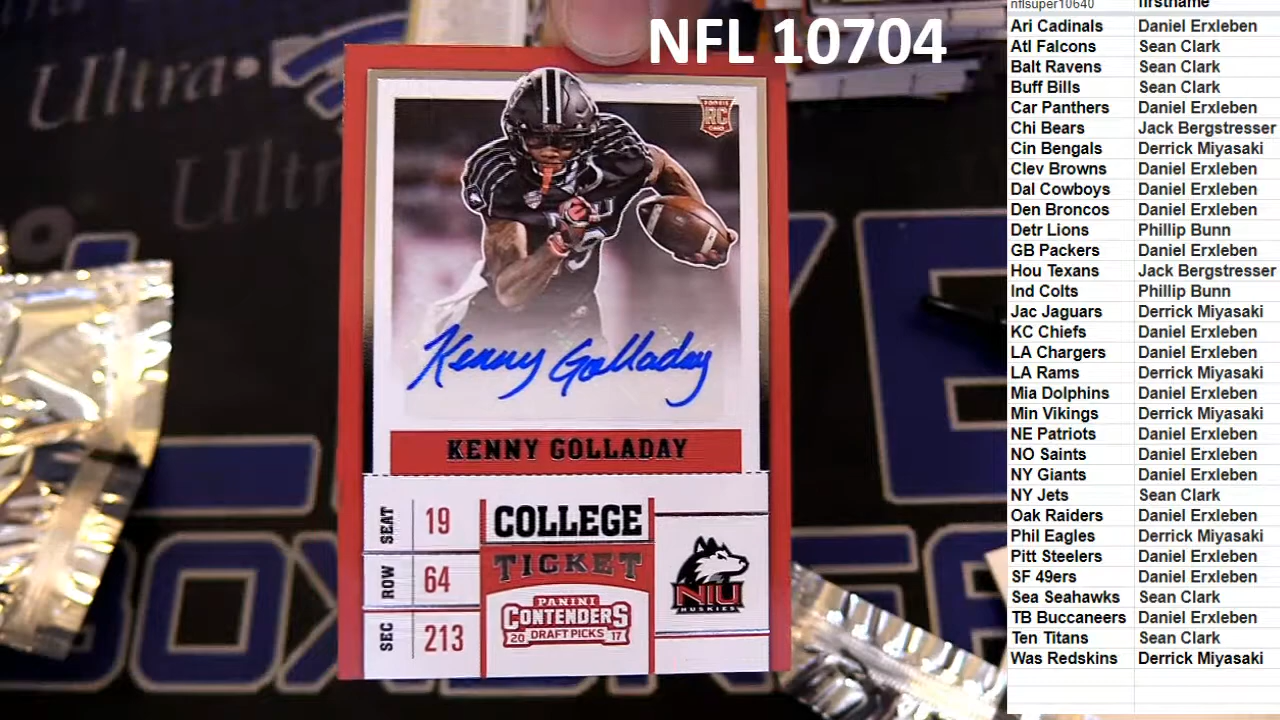 NFL 10704
Ultra
Ultra
ROOKIE
RC
CARD
Kenny Golladay
KENNY GOLLADAY
SEAT 19
ROW 64
SEC 213
COLLEGE
TICKET
PANINI
CONTENDERS
20 DRAFT PICKS 17
NIU
HUSKIES
nflsuper10640 firstname
Ari Cadinals Daniel Erxleben
Atl Falcons Sean Clark
Balt Ravens Sean Clark
Buff Bills Sean Clark
Car Panthers Daniel Erxleben
Chi Bears Jack Bergstresser
Cin Bengals Derrick Miyasaki
Clev Browns Daniel Erxleben
Dal Cowboys Daniel Erxleben
Den Broncos Daniel Erxleben
Detr Lions Phillip Bunn
GB Packers Daniel Erxleben
Hou Texans Jack Bergstresser
Ind Colts Phillip Bunn
Jac Jaguars Derrick Miyasaki
KC Chiefs Daniel Erxleben
LA Chargers Daniel Erxleben
LA Rams Derrick Miyasaki
Mia Dolphins Daniel Erxleben
Min Vikings Derrick Miyasaki
NE Patriots Daniel Erxleben
NO Saints Daniel Erxleben
NY Giants Daniel Erxleben
NY Jets Sean Clark
Oak Raiders Daniel Erxleben
Phil Eagles Derrick Miyasaki
Pitt Steelers Daniel Erxleben
SF 49ers Daniel Erxleben
Sea Seahawks Sean Clark
TB Buccaneers Daniel Erxleben
Ten Titans Sean Clark
Was Redskins Derrick Miyasaki